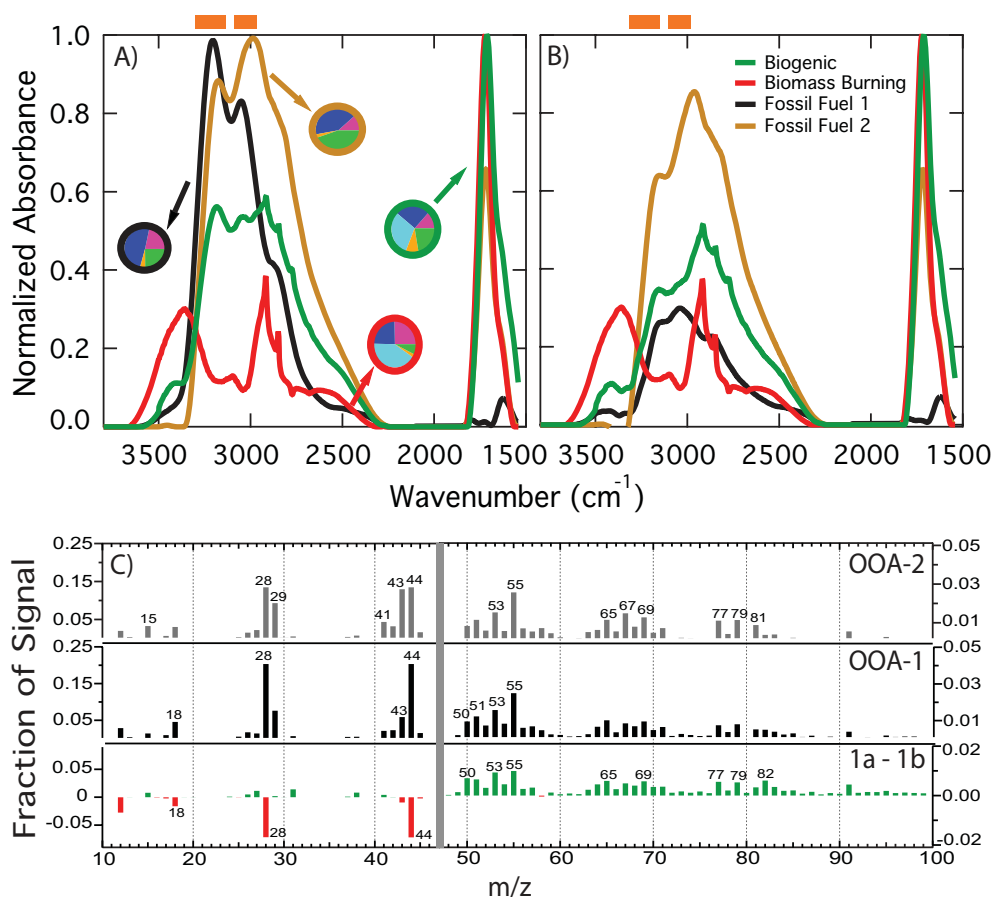 A)
B)
1.0
0.8
0.6
0.4
0.2
0.0
Normalized Absorbance
Biogenic
Biomass Burning
Fossil Fuel 1
Fossil Fuel 2
3500 3000 2500 2000 3500 3000 2500 2000 1500
Wavenumber (cm-1)
C)
OOA-2
0.25
0.15
0.05
0.05
0.03
0.01
15 28 29 41 43 44 53 55 65 67 69 77 79 81
OOA-1
0.25
0.15
0.05
0.05
0.03
0.01
18 28 43 44 50 51 53 55
1a - 1b
0.05
0
-0.05
0.02
0.00
-0.02
18 28 44 50 53 55 65 69 77 79 82
Fraction of Signal
10 20 30 40 50 60 70 80 90 100
m/z